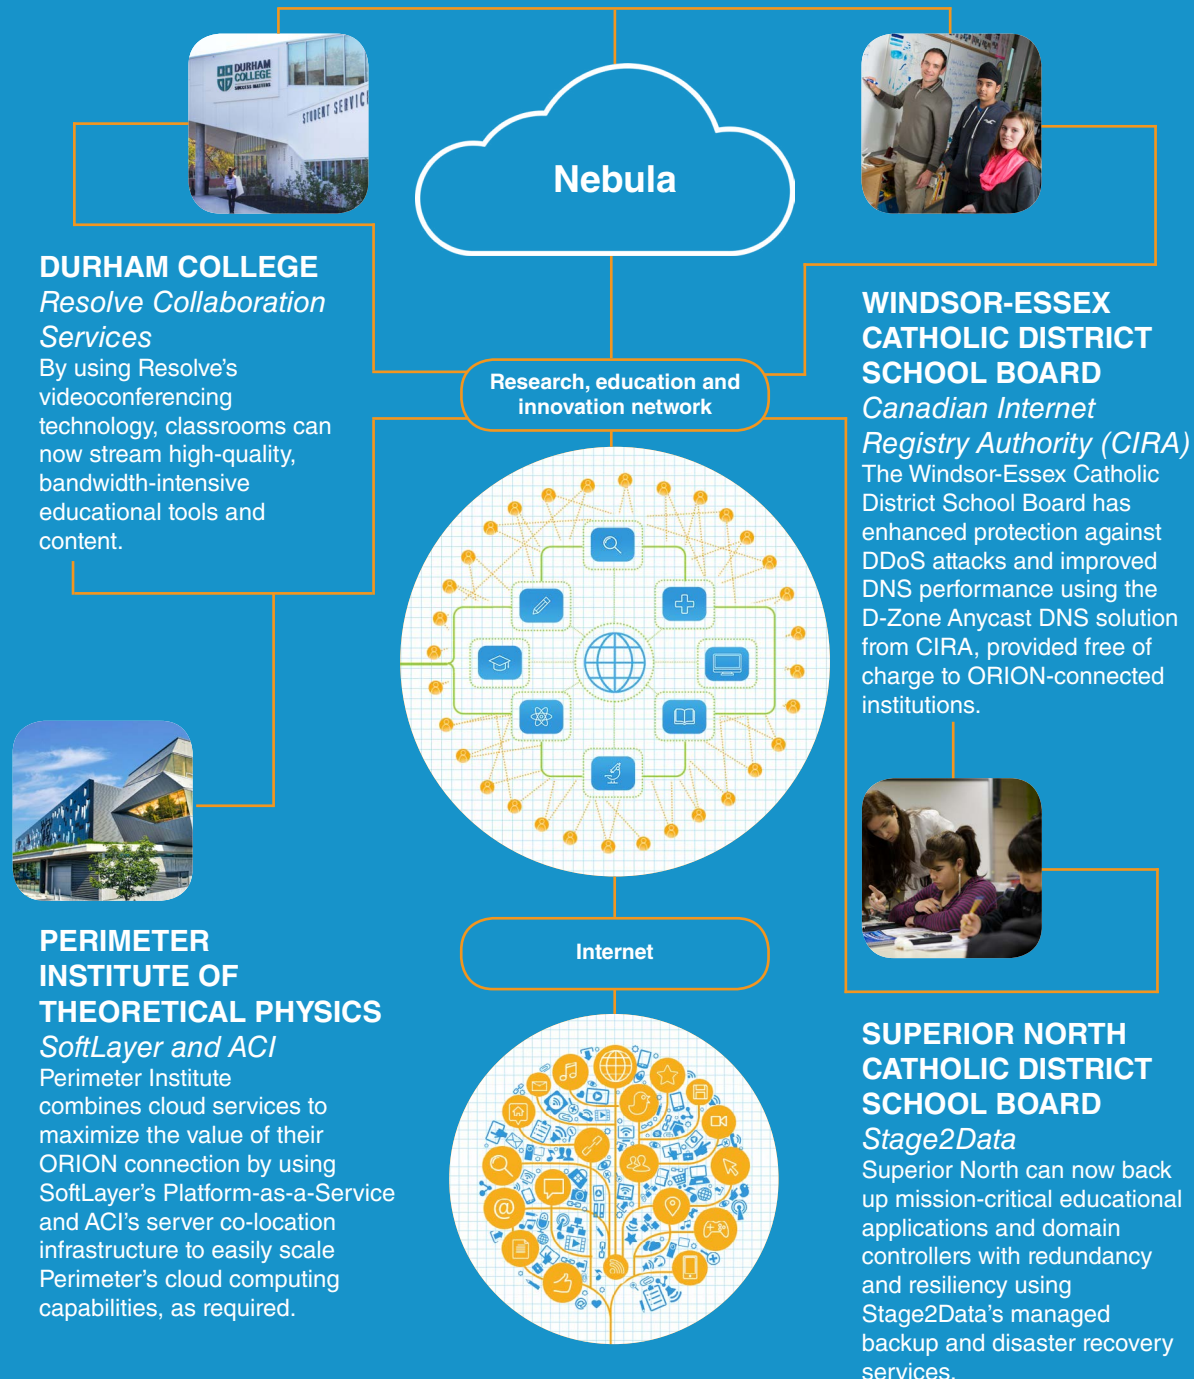 DURHAM
COLLEGE
SUCCESS MATTERS
STUDENT SERVIC
Nebula
DURHAM COLLEGE
Resolve Collaboration
Services
By using Resolve’s
videoconferencing
technology, classrooms can
now stream high-quality,
bandwidth-intensive
educational tools and
content.
WINDSOR-ESSEX
CATHOLIC DISTRICT
SCHOOL BOARD
Canadian Internet
Registry Authority (CIRA)
The Windsor-Essex Catholic
District School Board has
enhanced protection against
DDoS attacks and improved
DNS performance using the
D-Zone Anycast DNS solution
from CIRA, provided free of
charge to ORION-connected
institutions.
Research, education and
innovation network
PERIMETER
INSTITUTE OF
THEORETICAL PHYSICS
SoftLayer and ACI
Perimeter Institute
combines cloud services to
maximize the value of their
ORION connection by using
SoftLayer’s Platform-as-a-Service
and ACI’s server co-location
infrastructure to easily scale
Perimeter’s cloud computing
capabilities, as required.
Internet
@
SUPERIOR NORTH
CATHOLIC DISTRICT
SCHOOL BOARD
Stage2Data
Superior North can now back
up mission-critical educational
applications and domain
controllers with redundancy
and resiliency using
Stage2Data’s managed
backup and disaster recovery
services.